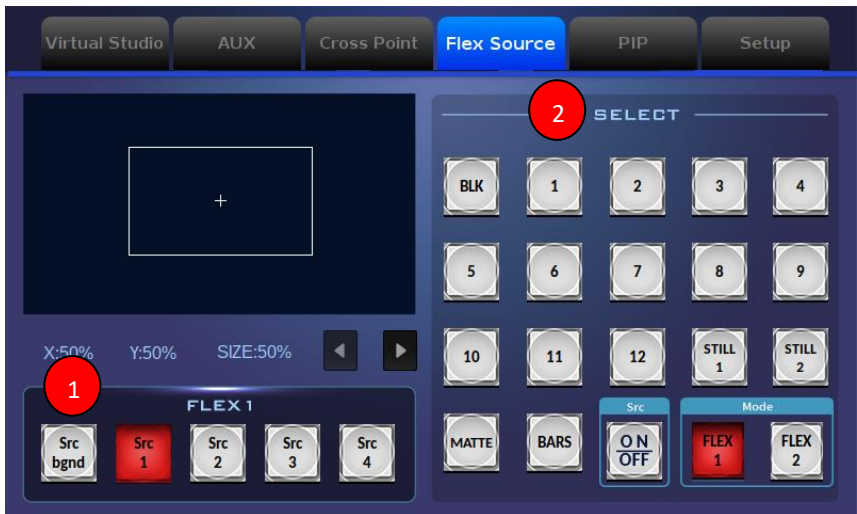 Virtual Studio AUX Cross Point Flex Source PIP Setup
2 SELECT
BLK 1 2 3 4
5 6 7 8 9
10 11 12 STILL 1 STILL 2
X:50% Y:50% SIZE:50%
1
FLEX 1
Src bgnd Src 1 Src 2 Src 3 Src 4
Src Mode
MATTE BARS ON OFF FLEX 1 FLEX 2